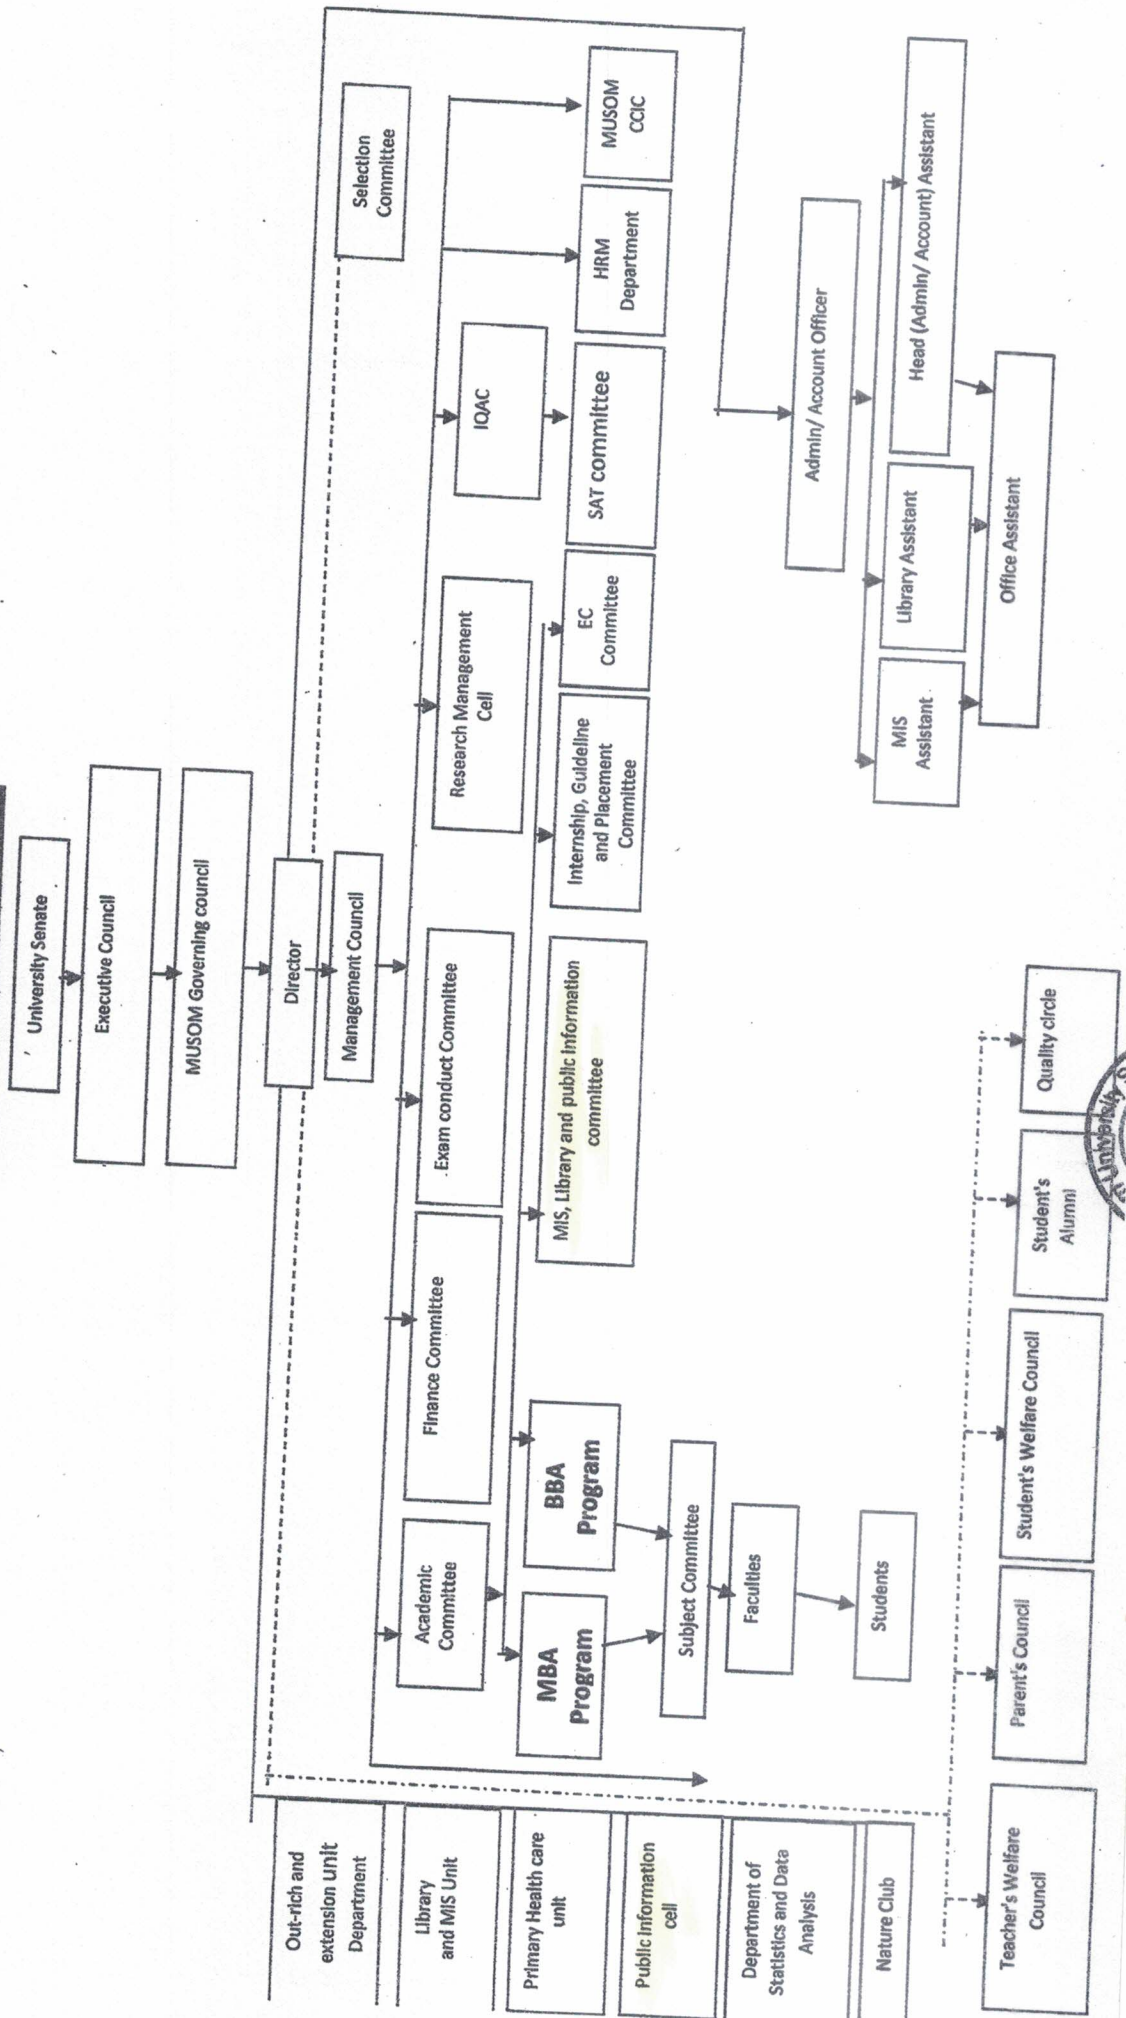 University Senate
Executive Council
MUSOM Governing council
Director
Management Council
Selection
Committee
Academic
Committee
Finance Committee
Exam conduct Committee
Research Management
Cell
IQAC
MBA
Program
BBA
Program
MIS, Library and public Information
committee
Internship, Guideline
and Placement
Committee
EC
Committee
SAT committee
HRM
Department
MUSOM
CCIC
Subject Committee
Faculties
Students
Admin/ Account Officer
MIS
Assistant
Library Assistant
Head (Admin/ Account) Assistant
Office Assistant
Out-rich and
extension unit
Department
Library
and MIS Unit
Primary Health care
unit
Public Information
cell
Department of
Statistics and Data
Analysis
Nature Club
Teacher's Welfare
Council
Parent's Council
Student's Welfare Council
Student's
Alumni
Quality circle
University